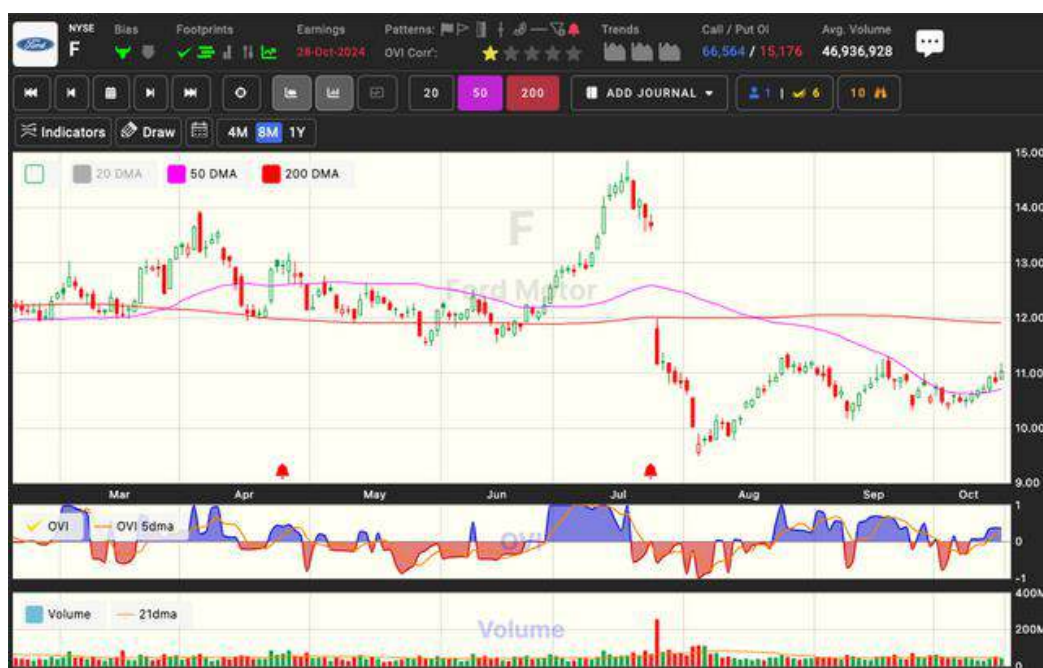 Ford
NYSE
F
Bias
Footprints
Earnings
28-Oct-2024
Patterns:
OVI Corr':
Trends
Call / Put OI
66,564 / 15,176
Avg. Volume
46,936,928
20
50
200
ADD JOURNAL
1 | 6
10
Indicators
Draw
4M
8M
1Y
20 DMA
50 DMA
200 DMA
F
Ford Motor
15.00
14.00
13.00
12.00
11.00
10.00
9.00
Mar
Apr
May
Jun
Jul
Aug
Sep
Oct
OVI
OVI 5dma
OVI
1
0
-1
Volume
21dma
Volume
400M
200M
0